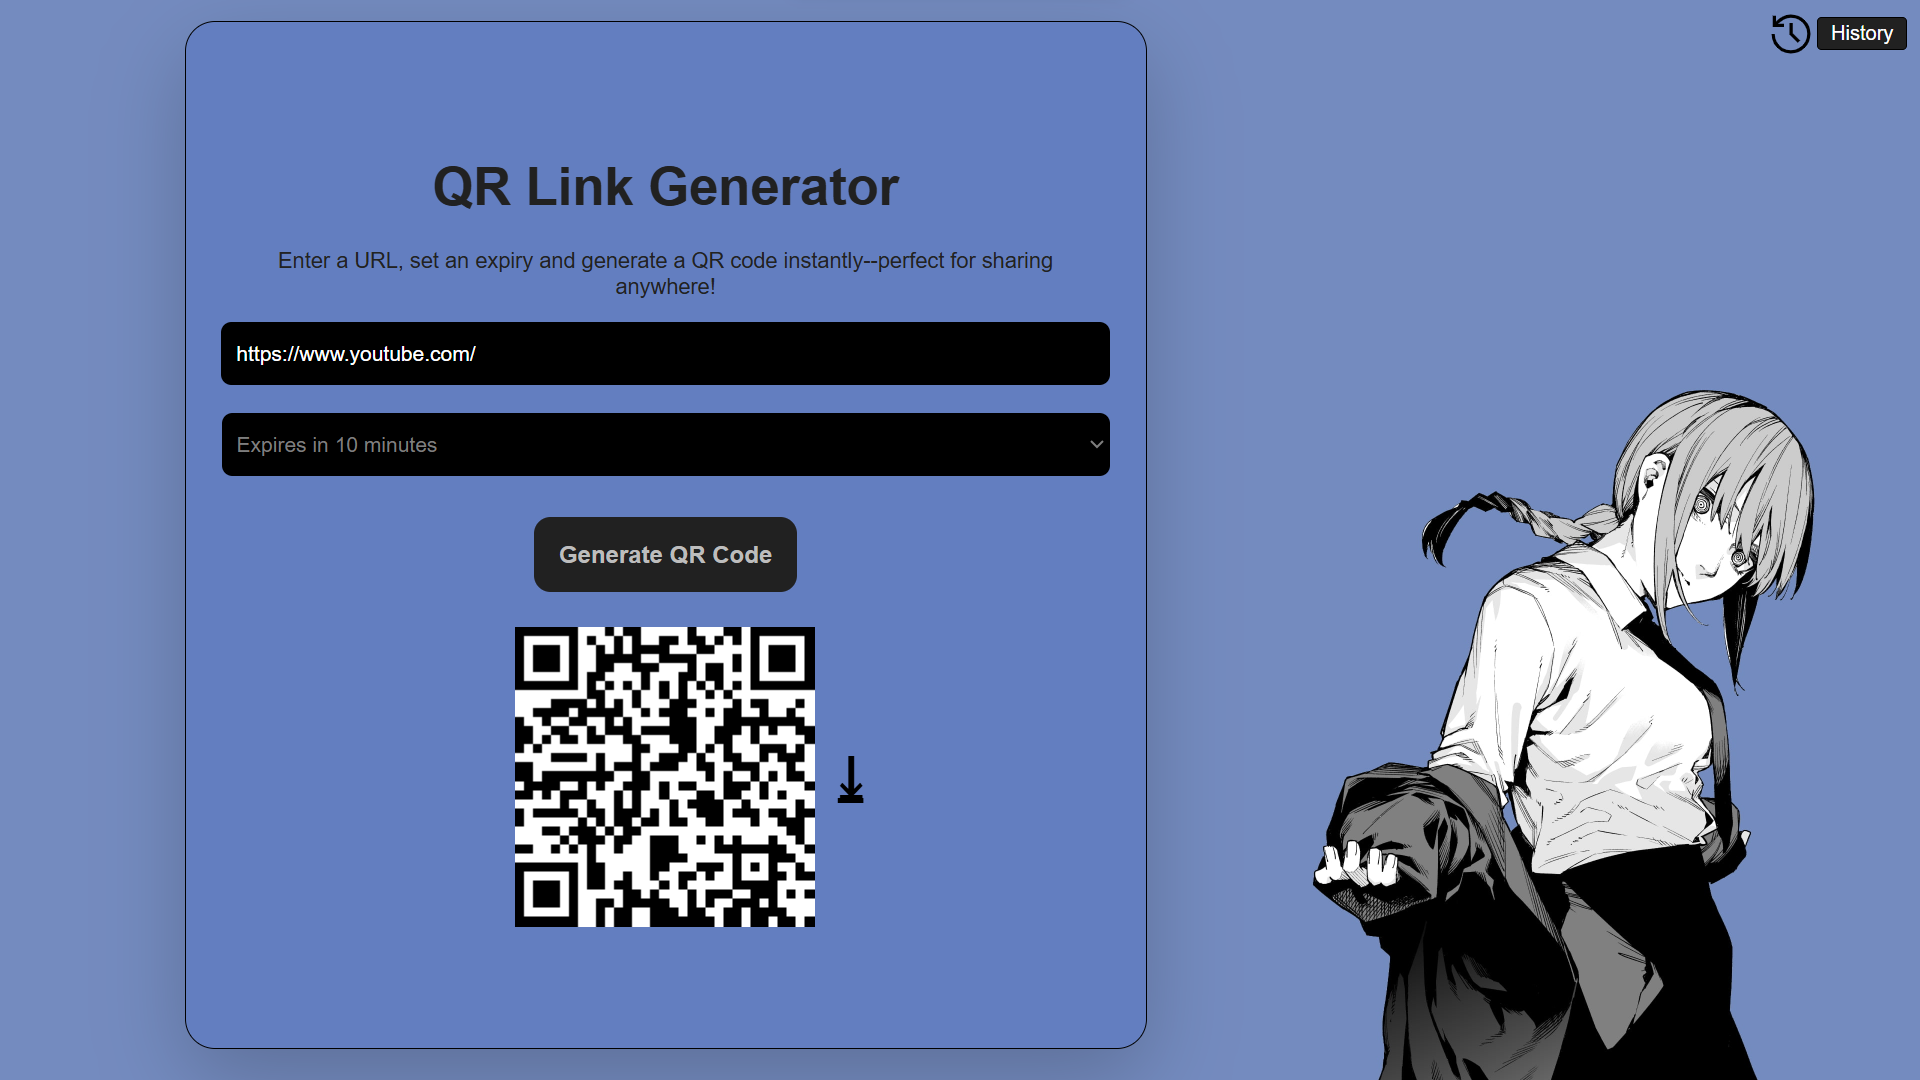 History
QR Link Generator
Enter a URL, set an expiry and generate a QR code instantly--perfect for sharing
anywhere!
https://www.youtube.com/
Expires in 10 minutes
Generate QR Code